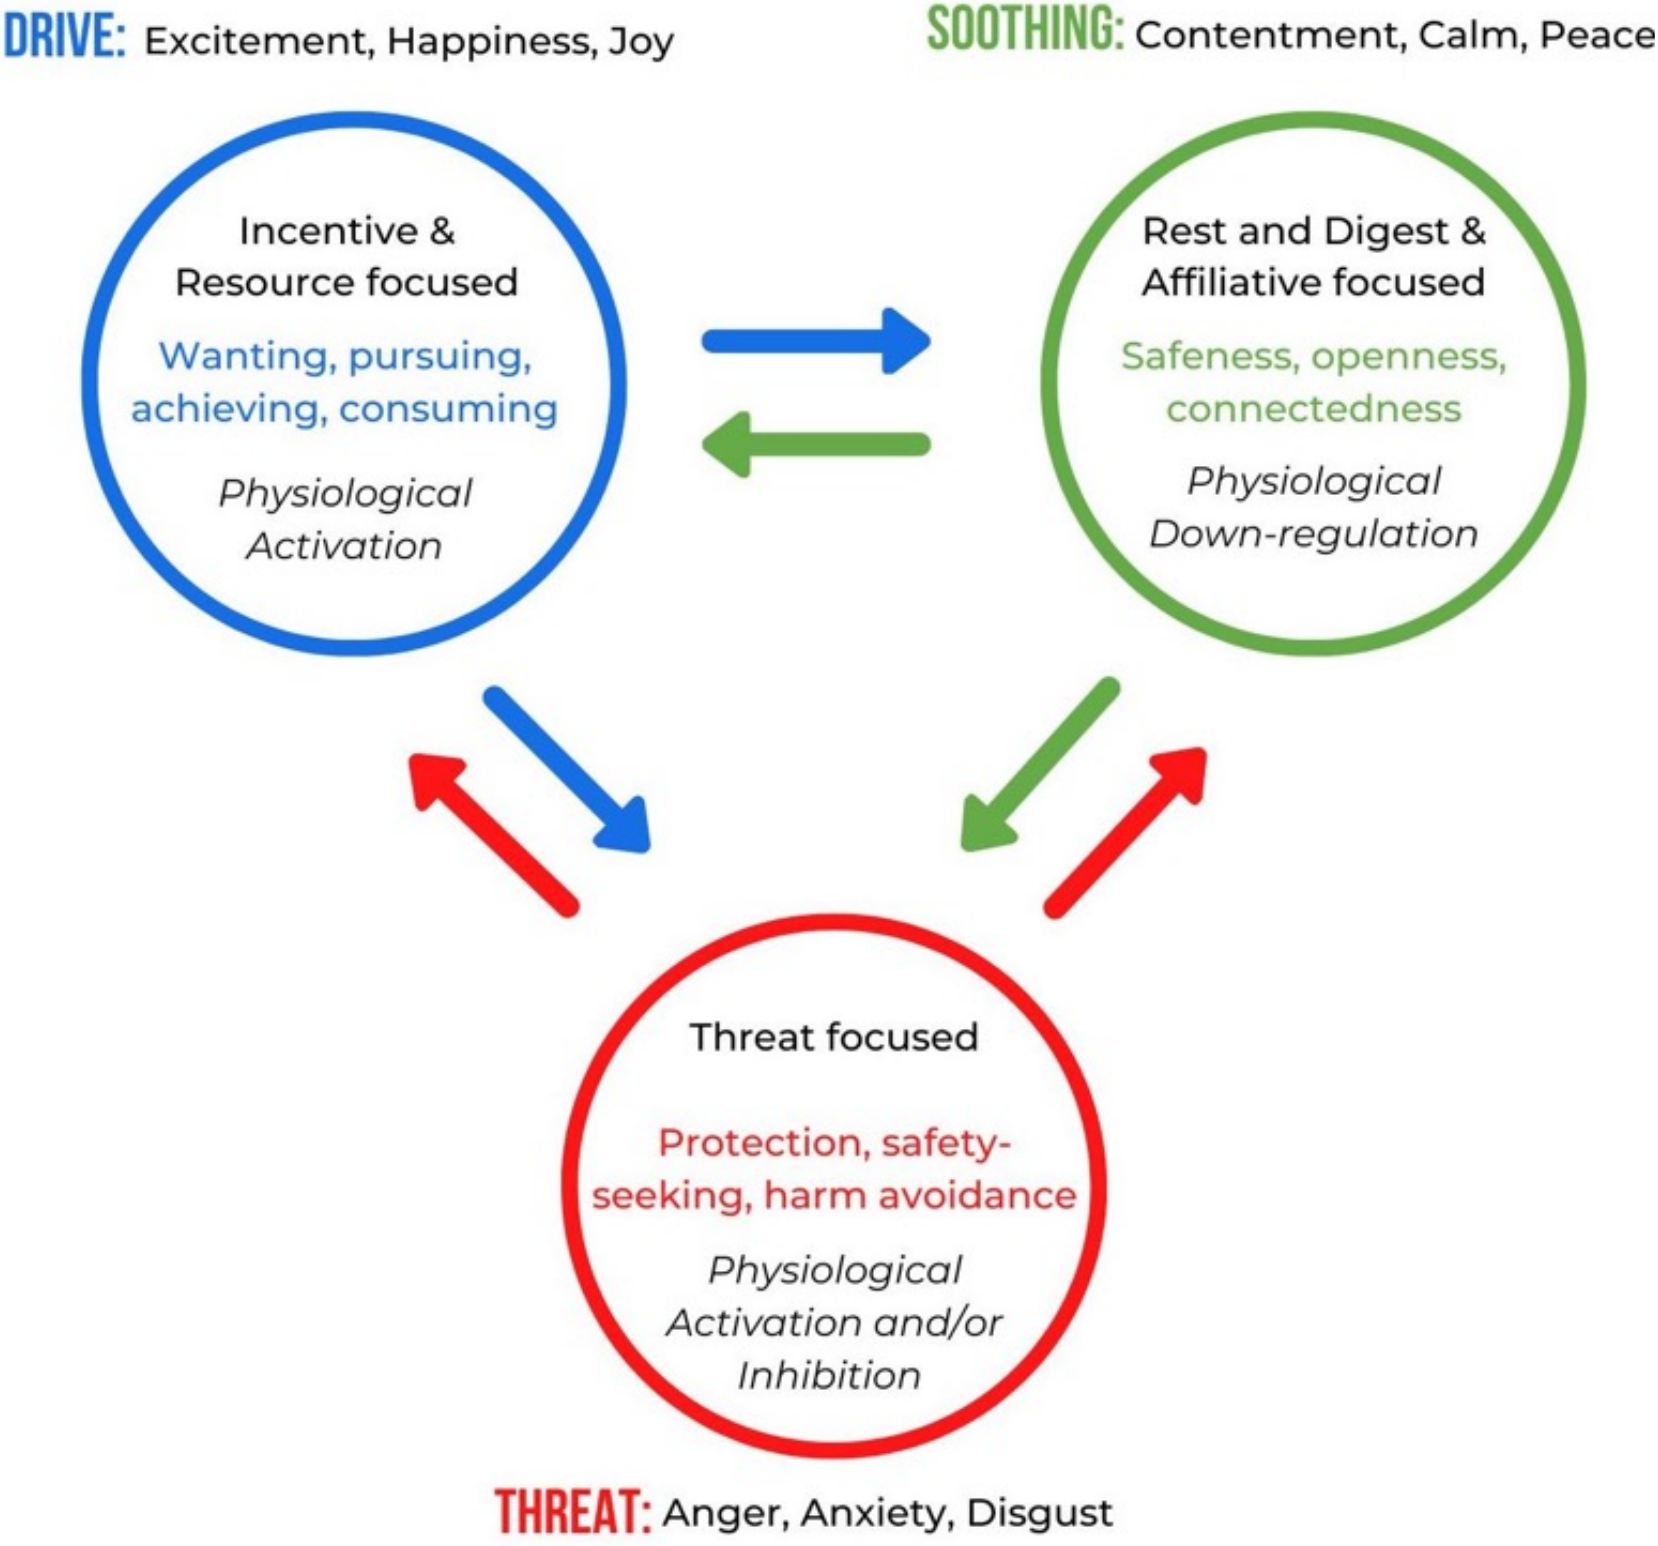 DRIVE: Excitement, Happiness, Joy
SOOTHING: Contentment, Calm, Peace
Incentive &
Resource focused
Wanting, pursuing,
achieving, consuming
Physiological
Activation
Rest and Digest &
Affiliative focused
Safeness, openness,
connectedness
Physiological
Down-regulation
Threat focused
Protection, safety-
seeking, harm avoidance
Physiological
Activation and/or
Inhibition
THREAT: Anger, Anxiety, Disgust